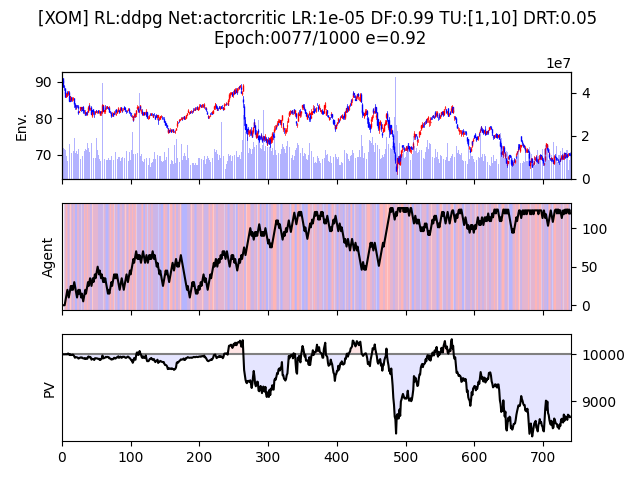 [XOM] RL:ddpg Net:actorcritic LR:1e-05 DF:0.99 TU:[1,10] DRT:0.05
Epoch:0077/1000 e=0.92
1e7
90
80
70
Env.
4
2
0
Agent
100
50
0
PV
10000
9000
0 100 200 300 400 500 600 700